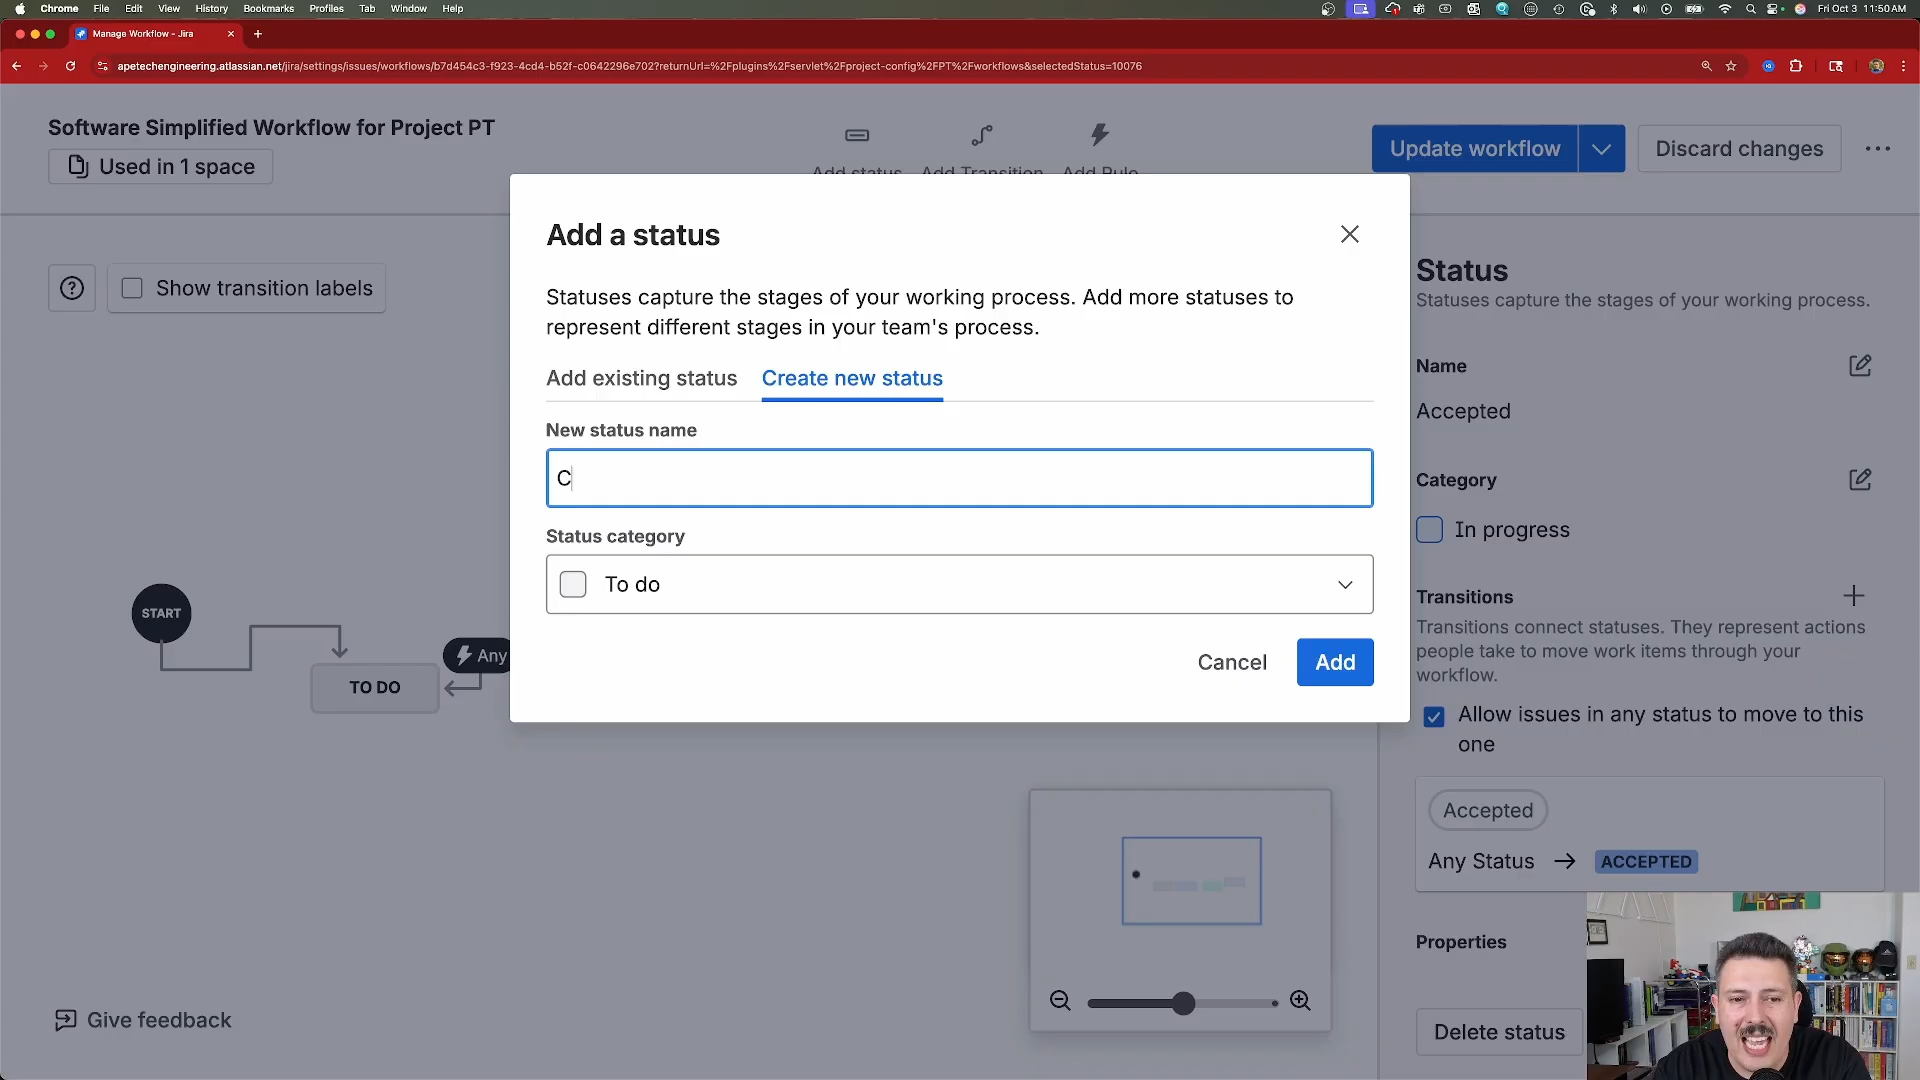 Chrome File Edit View History Bookmarks Profiles Tab Window Help Fri Oct 3 11:50 AM
Manage Workflow - Jira
apetechengineering.atlassian.net/jira/settings/issues/workflows/b7d454c3-f923-4cd4-b52f-c0642296e702?returnUrl=%2Fplugins%2Fservlet%2Fproject-config%2FPT%2Fworkflows&selectedStatus=10076
Software Simplified Workflow for Project PT
Used in 1 space
Add status Add Transition Add Rule
Update workflow
Discard changes
Show transition labels
START
TO DO
Any
Give feedback
Add a status
Statuses capture the stages of your working process. Add more statuses to
represent different stages in your team's process.
Add existing status Create new status
New status name
C
Status category
To do
Cancel Add
Status
Statuses capture the stages of your working process.
Name
Accepted
Category
In progress
Transitions
Transitions connect statuses. They represent actions
people take to move work items through your
workflow.
Allow issues in any status to move to this
one
Accepted
Any Status → ACCEPTED
Properties
Delete status